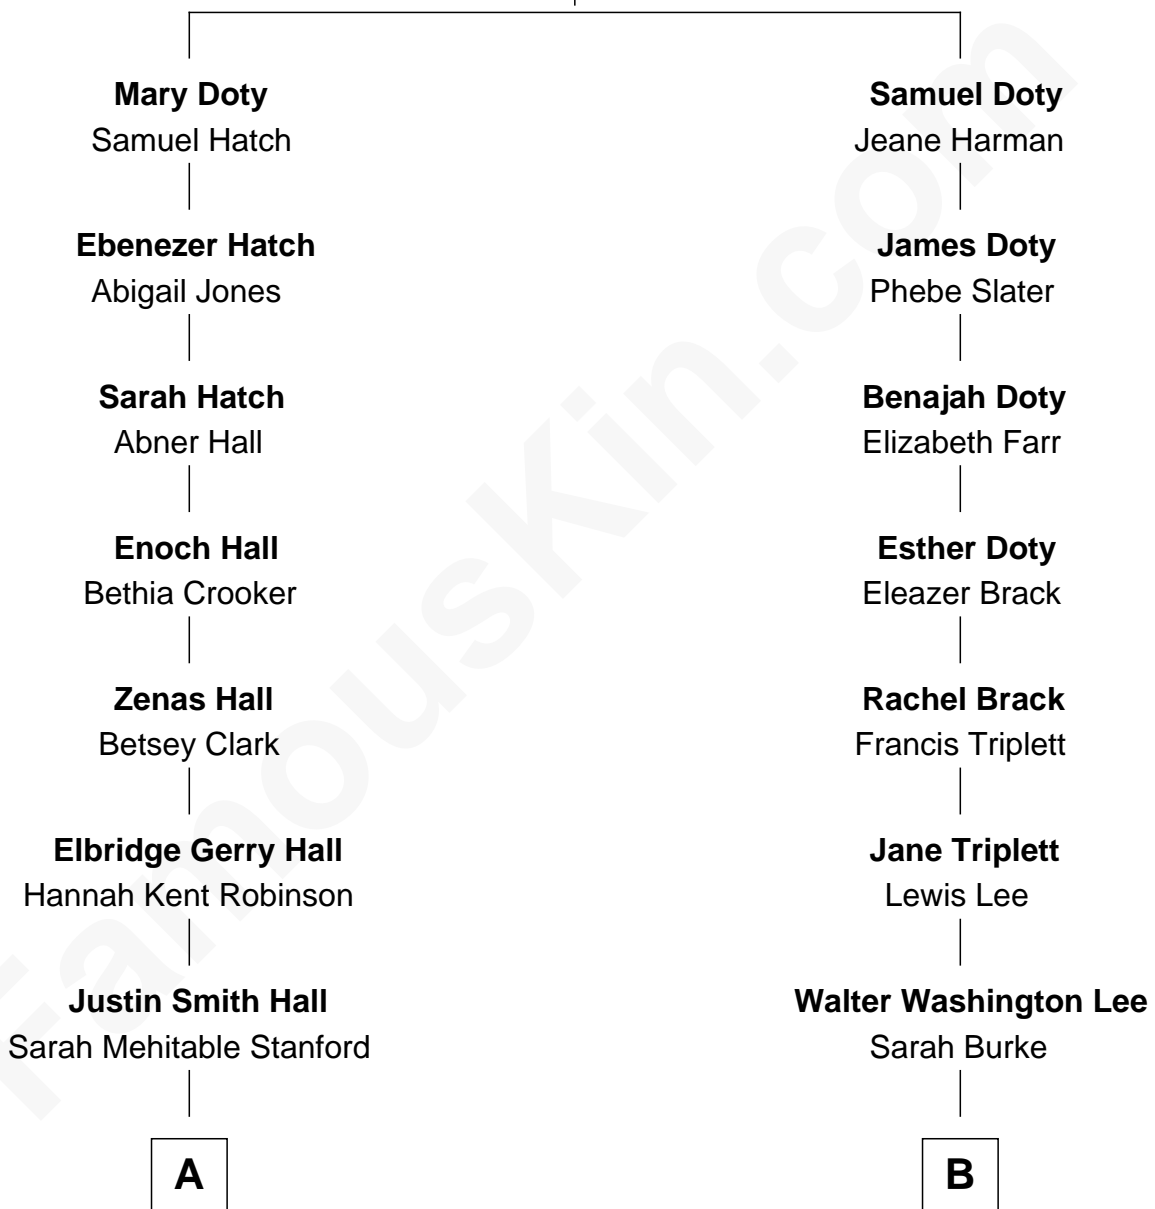 Mary Doty
Samuel Hatch
Ebenezer Hatch
Abigail Jones
Sarah Hatch
Abner Hall
Enoch Hall
Bethia Crooker
Zenas Hall
Betsey Clark
Elbridge Gerry Hall
Hannah Kent Robinson
Justin Smith Hall
Sarah Mehitable Stanford
A
Samuel Doty
Jeane Harman
James Doty
Phebe Slater
Benajah Doty
Elizabeth Farr
Esther Doty
Eleazer Brack
Rachel Brack
Francis Triplett
Jane Triplett
Lewis Lee
Walter Washington Lee
Sarah Burke
B
FamousKin.com